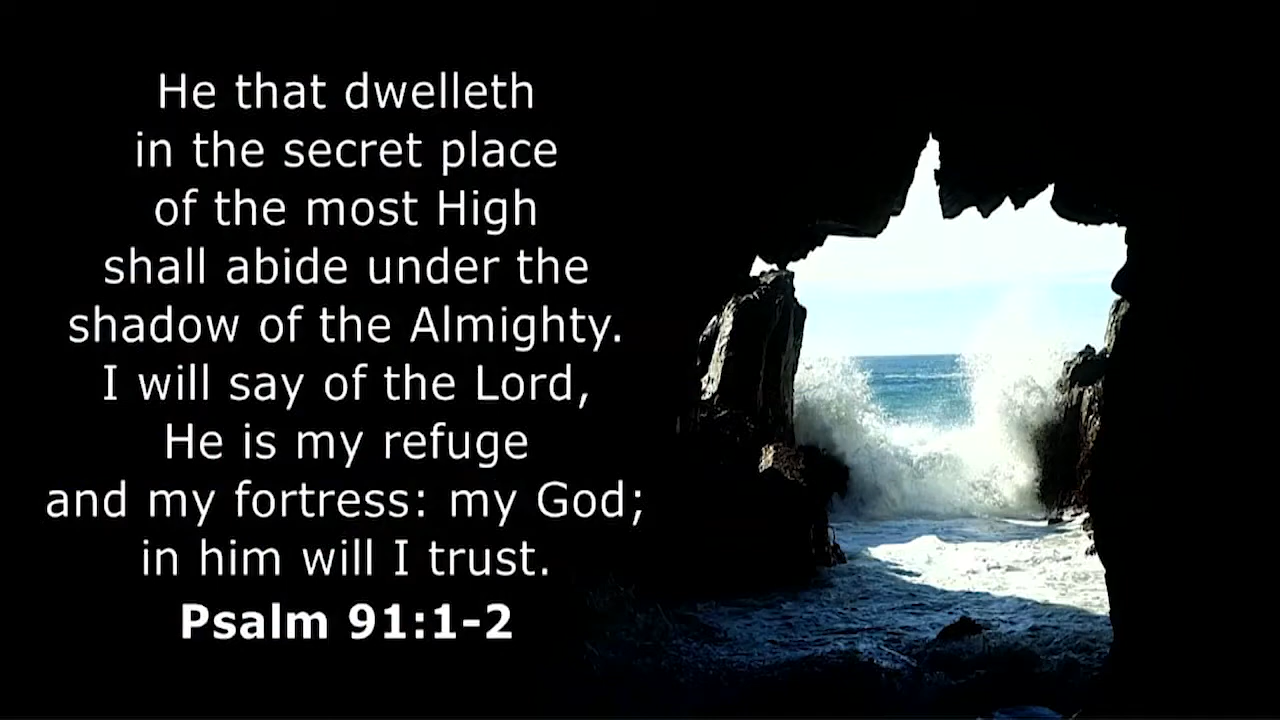 He that dwelleth
in the secret place
of the most High
shall abide under the
shadow of the Almighty.
I will say of the Lord,
He is my refuge
and my fortress: my God;
in him will I trust.
Psalm 91:1-2